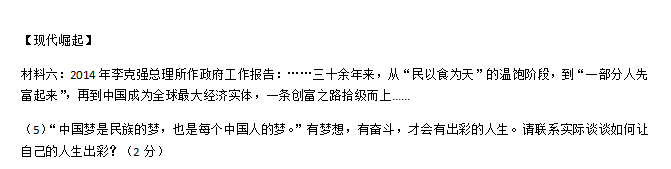 【现代崛起】
材料六：2014 年李克强总理所作政府工作报告：……三十余年来，从“民以食为天”的温饱阶段，到“一部分人先
富起来”，再到中国成为全球最大经济实体，一条创富之路拾级而上......
（5）“中国梦是民族的梦，也是每个中国人的梦。”有梦想，有奋斗，才会有出彩的人生。请联系实际谈谈如何让
自己的人生出彩？（2 分）